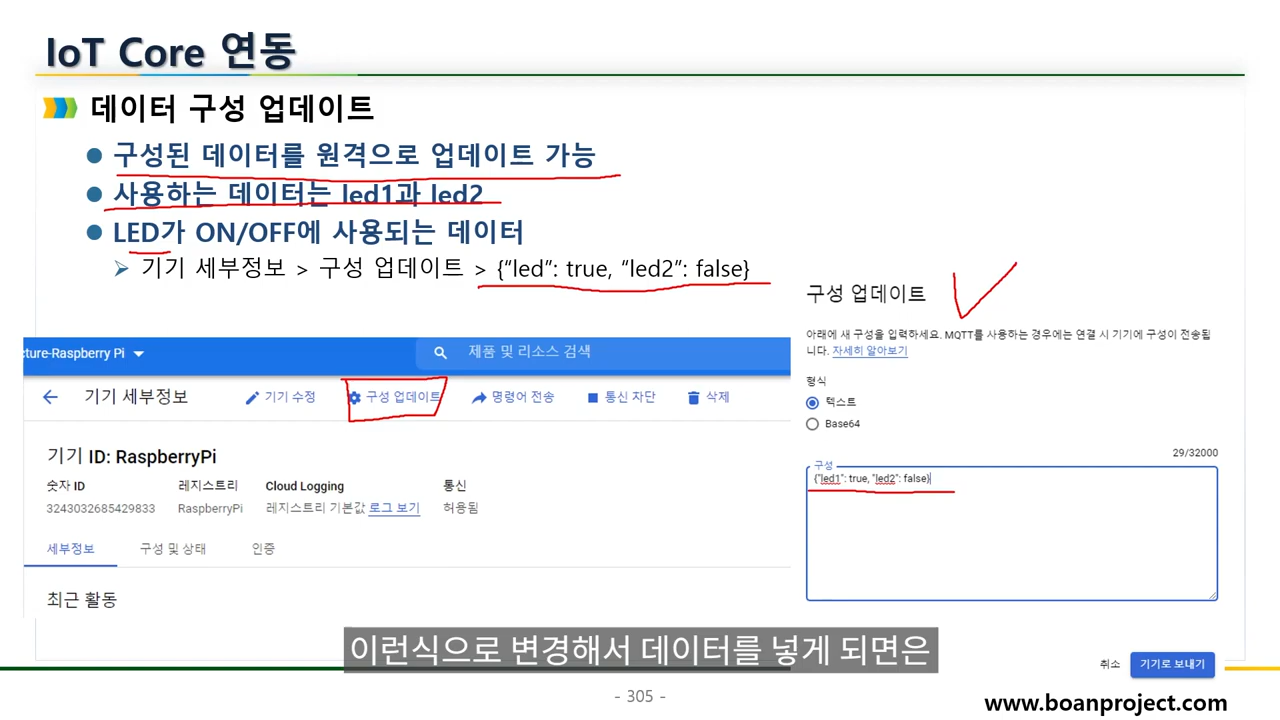 IoT Core 연동
데이터 구성 업데이트
구성된 데이터를 원격으로 업데이트 가능
사용하는 데이터는 led1과 led2
LED가 ON/OFF에 사용되는 데이터
기기 세부정보 > 구성 업데이트 > {“led”: true, “led2”: false}
cture-Raspberry Pi
제품 및 리소스 검색
기기 세부정보 기기 수정 구성 업데이트 명령어 전송 통신 차단 삭제
기기 ID: RaspberryPi
숫자 ID 레지스트리 Cloud Logging 통신
3243032685429833 RaspberryPi 레지스트리 기본값 로그 보기 허용됨
세부정보 구성 및 상태 인증
최근 활동
구성 업데이트
아래에 새 구성을 입력하세요. MQTT를 사용하는 경우에는 연결 시 기기에 구성이 전송됩
니다. 자세히 알아보기
형식
텍스트
Base64
29/32000
구성
{"led1": true, "led2": false}
취소 기기로 보내기
이런식으로 변경해서 데이터를 넣게 되면은
- 305 -
www.boanproject.com